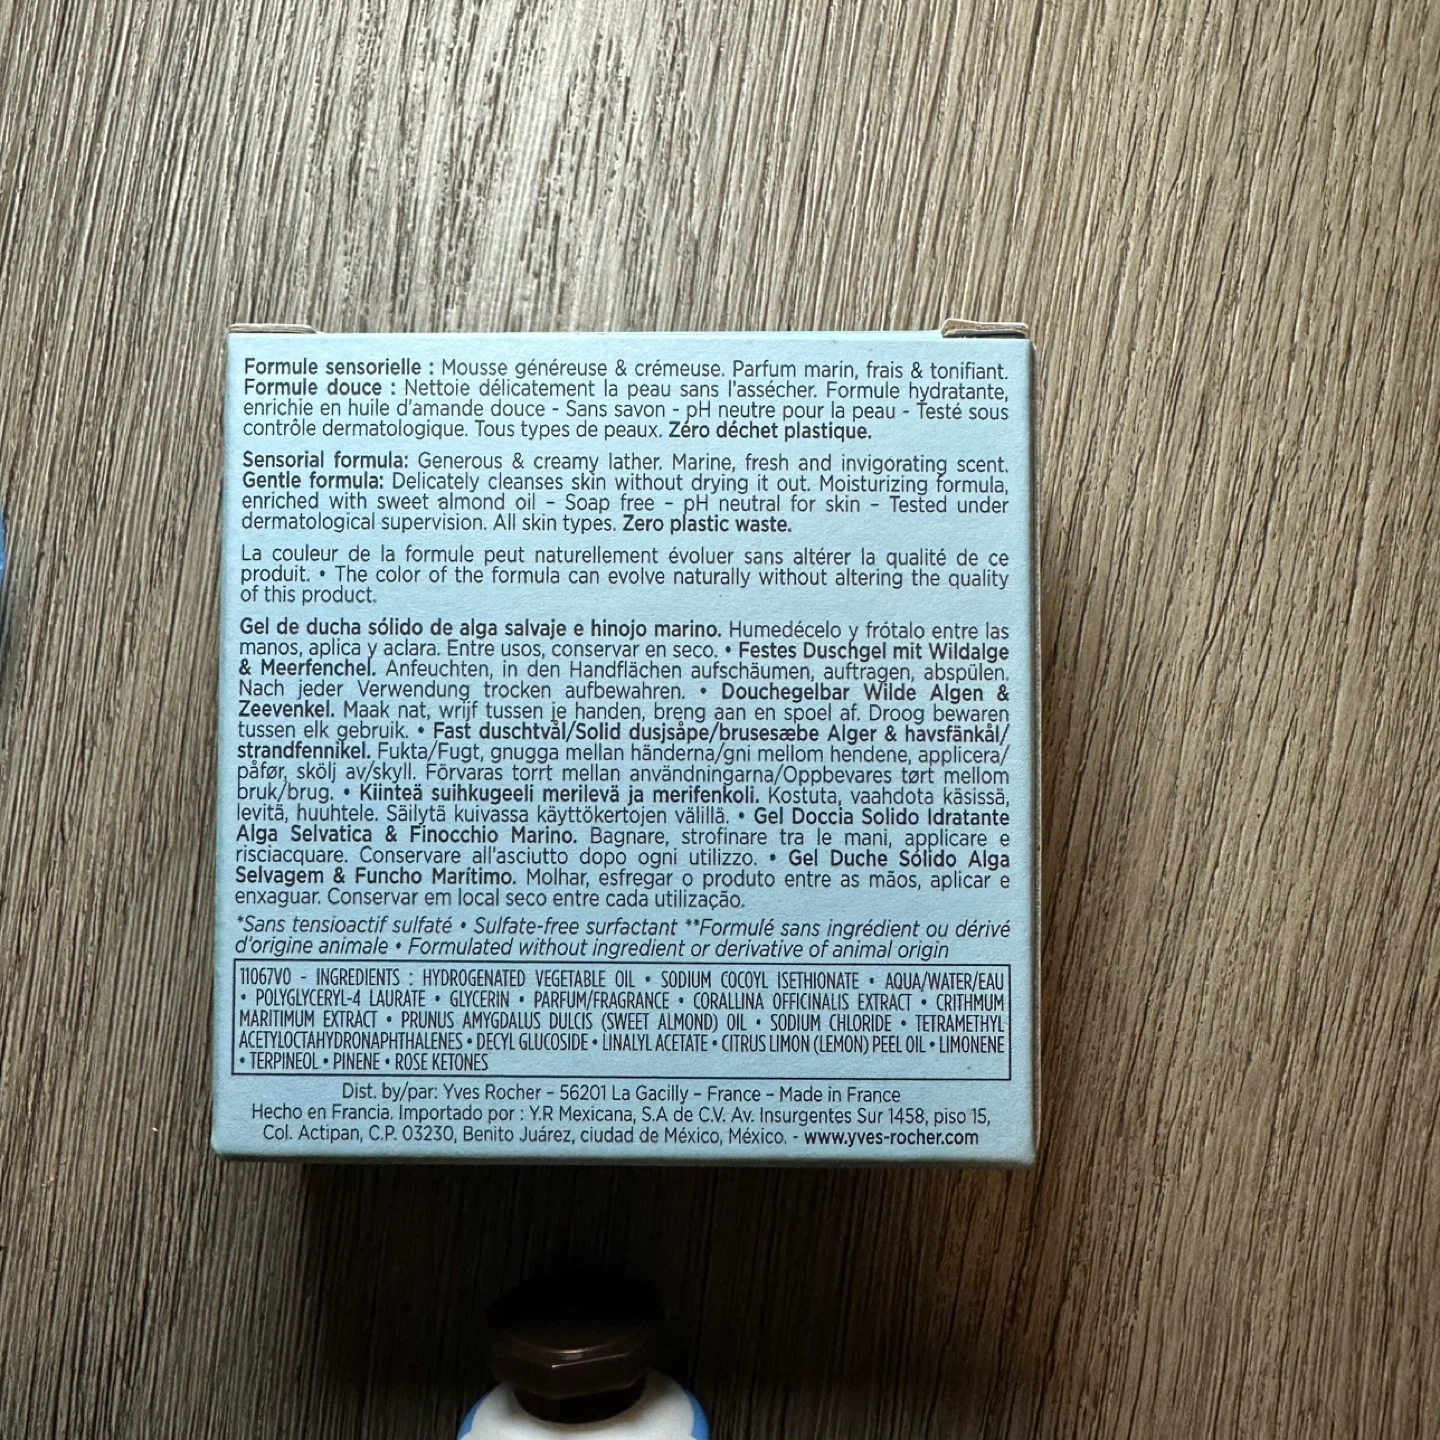 Formule sensorielle : Mousse généreuse & crémeuse. Parfum marin, frais & tonifiant.
Formule douce : Nettoie délicatement la peau sans l'assécher. Formule hydratante,
enrichie en huile d'amande douce - Sans savon - pH neutre pour la peau - Testé sous
contrôle dermatologique. Tous types de peaux. Zéro déchet plastique.
Sensorial formula: Generous & creamy lather. Marine, fresh and invigorating scent.
Gentle formula: Delicately cleanses skin without drying it out. Moisturizing formula,
enriched with sweet almond oil - Soap free - pH neutral for skin - Tested under
dermatological supervision. All skin types. Zero plastic waste.
La couleur de la formule peut naturellement évoluer sans altérer la qualité de ce
produit. • The color of the formula can evolve naturally without altering the quality
of this product.
Gel de ducha sólido de alga salvaje e hinojo marino. Humedécelo y frótalo entre las
manos, aplica y aclara. Entre usos, conservar en seco. • Festes Duschgel mit Wildalge
& Meerfenchel. Anfeuchten, in den Handflächen aufschäumen, auftragen, abspülen.
Nach jeder Verwendung trocken aufbewahren. • Douchegelbar Wilde Algen &
Zeevenkel. Maak nat, wrijf tussen je handen, breng aan en spoel af. Droog bewaren
tussen elk gebruik. • Fast duschtvål/Solid dusjsåpe/brusesæbe Alger & havsfänkål/
strandfennikel. Fukta/Fugt, gnugga mellan händerna/gni mellom hendene, applicera/
påfør, skölj av/skyll. Förvaras torrt mellan användningarna/Oppbevares tørt mellom
bruk/brug. • Kiinteä suihkugeeli merilevä ja merifenkoli. Kostuta, vaahdota käsissä,
levitä, huuhtele. Säilytä kuivassa käyttökertojen välillä. • Gel Doccia Solido Idratante
Alga Selvatica & Finocchio Marino. Bagnare, strofinare tra le mani, applicare e
risciacquare. Conservare all'asciutto dopo ogni utilizzo. • Gel Duche Sólido Alga
Selvagem & Funcho Marítimo. Molhar, esfregar o produto entre as mãos, aplicar e
enxaguar. Conservar em local seco entre cada utilização.
*Sans tensioactif sulfaté • Sulfate-free surfactant **Formulé sans ingrédient ou dérivé
d'origine animale • Formulated without ingredient or derivative of animal origin
11067V0 - INGREDIENTS : HYDROGENATED VEGETABLE OIL • SODIUM COCOYL ISETHIONATE • AQUA/WATER/EAU
• POLYGLYCERYL-4 LAURATE • GLYCERIN • PARFUM/FRAGRANCE • CORALLINA OFFICINALIS EXTRACT • CRITHMUM
MARITIMUM EXTRACT • PRUNUS AMYGDALUS DULCIS (SWEET ALMOND) OIL • SODIUM CHLORIDE • TETRAMETHYL
ACETYLOCTAHYDRONAPHTHALENES • DECYL GLUCOSIDE • LINALYL ACETATE • CITRUS LIMON (LEMON) PEEL OIL • LIMONENE
• TERPINEOL • PINENE • ROSE KETONES
Dist. by/par: Yves Rocher - 56201 La Gacilly - France - Made in France
Hecho en Francia. Importado por : Y.R Mexicana, S.A de C.V. Av. Insurgentes Sur 1458, piso 15,
Col. Actipan, C.P. 03230, Benito Juárez, ciudad de México, México. - www.yves-rocher.com